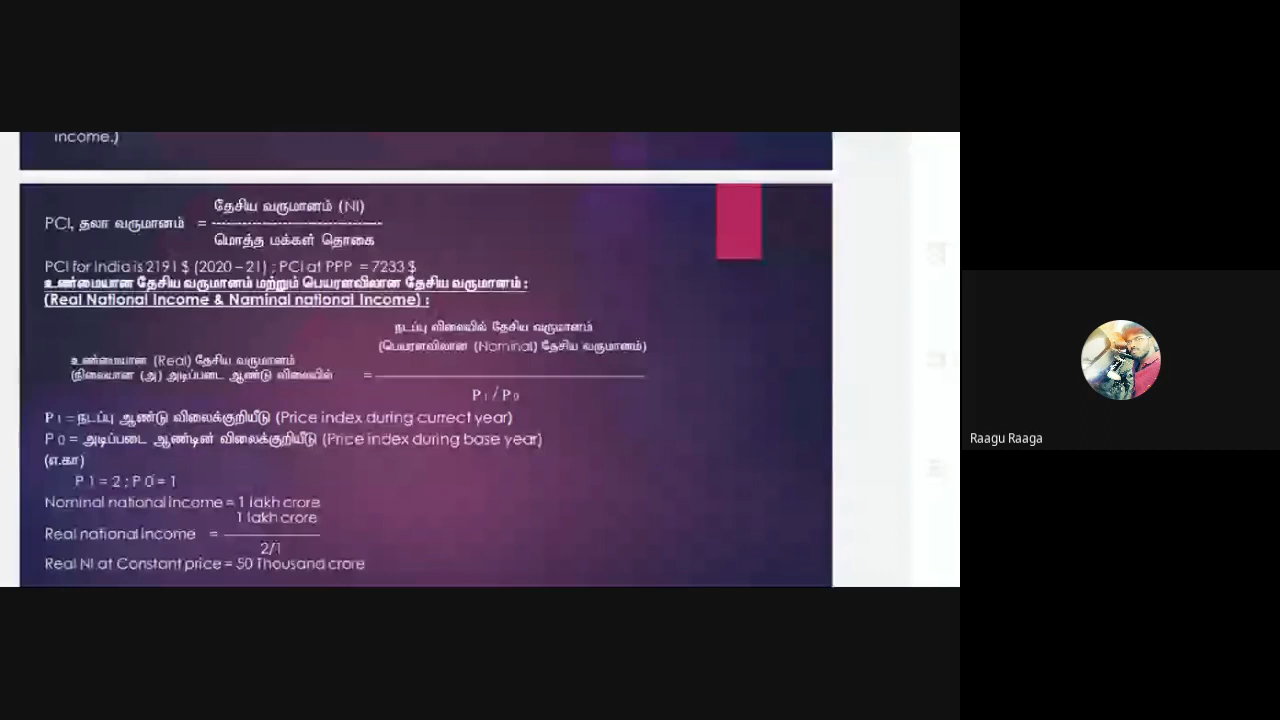 income.)
PCI, தலா வருமானம் = தேசிய வருமானம் (NI)
மொத்த மக்கள் தொகை
PCI for India is 2191 $ (2020 – 21) ; PCI at PPP = 7233 $
உண்மையான தேசிய வருமானம் மற்றும் பெயரளவிலான தேசிய வருமானம் :
(Real National Income & Naminal national Income) :
நடப்பு விலையில் தேசிய வருமானம்
(பெயரளவிலான (Nominal) தேசிய வருமானம்)
உண்மையான (Real) தேசிய வருமானம்
(நிலையான (அ) அடிப்படை ஆண்டு விலையில் =
P1 / P0
P1 = நடப்பு ஆண்டு விலைக்குறியீடு (Price index during currect year)
P0 = அடிப்படை ஆண்டின் விலைக்குறியீடு (Price index during base year)
(எ.கா)
P1 = 2 ; P0 = 1
Nominal national income = 1 lakh crore
1 lakh crore
Real national income =
2/1
Real NI at Constant price = 50 Thousand crore
Raagu Raaga